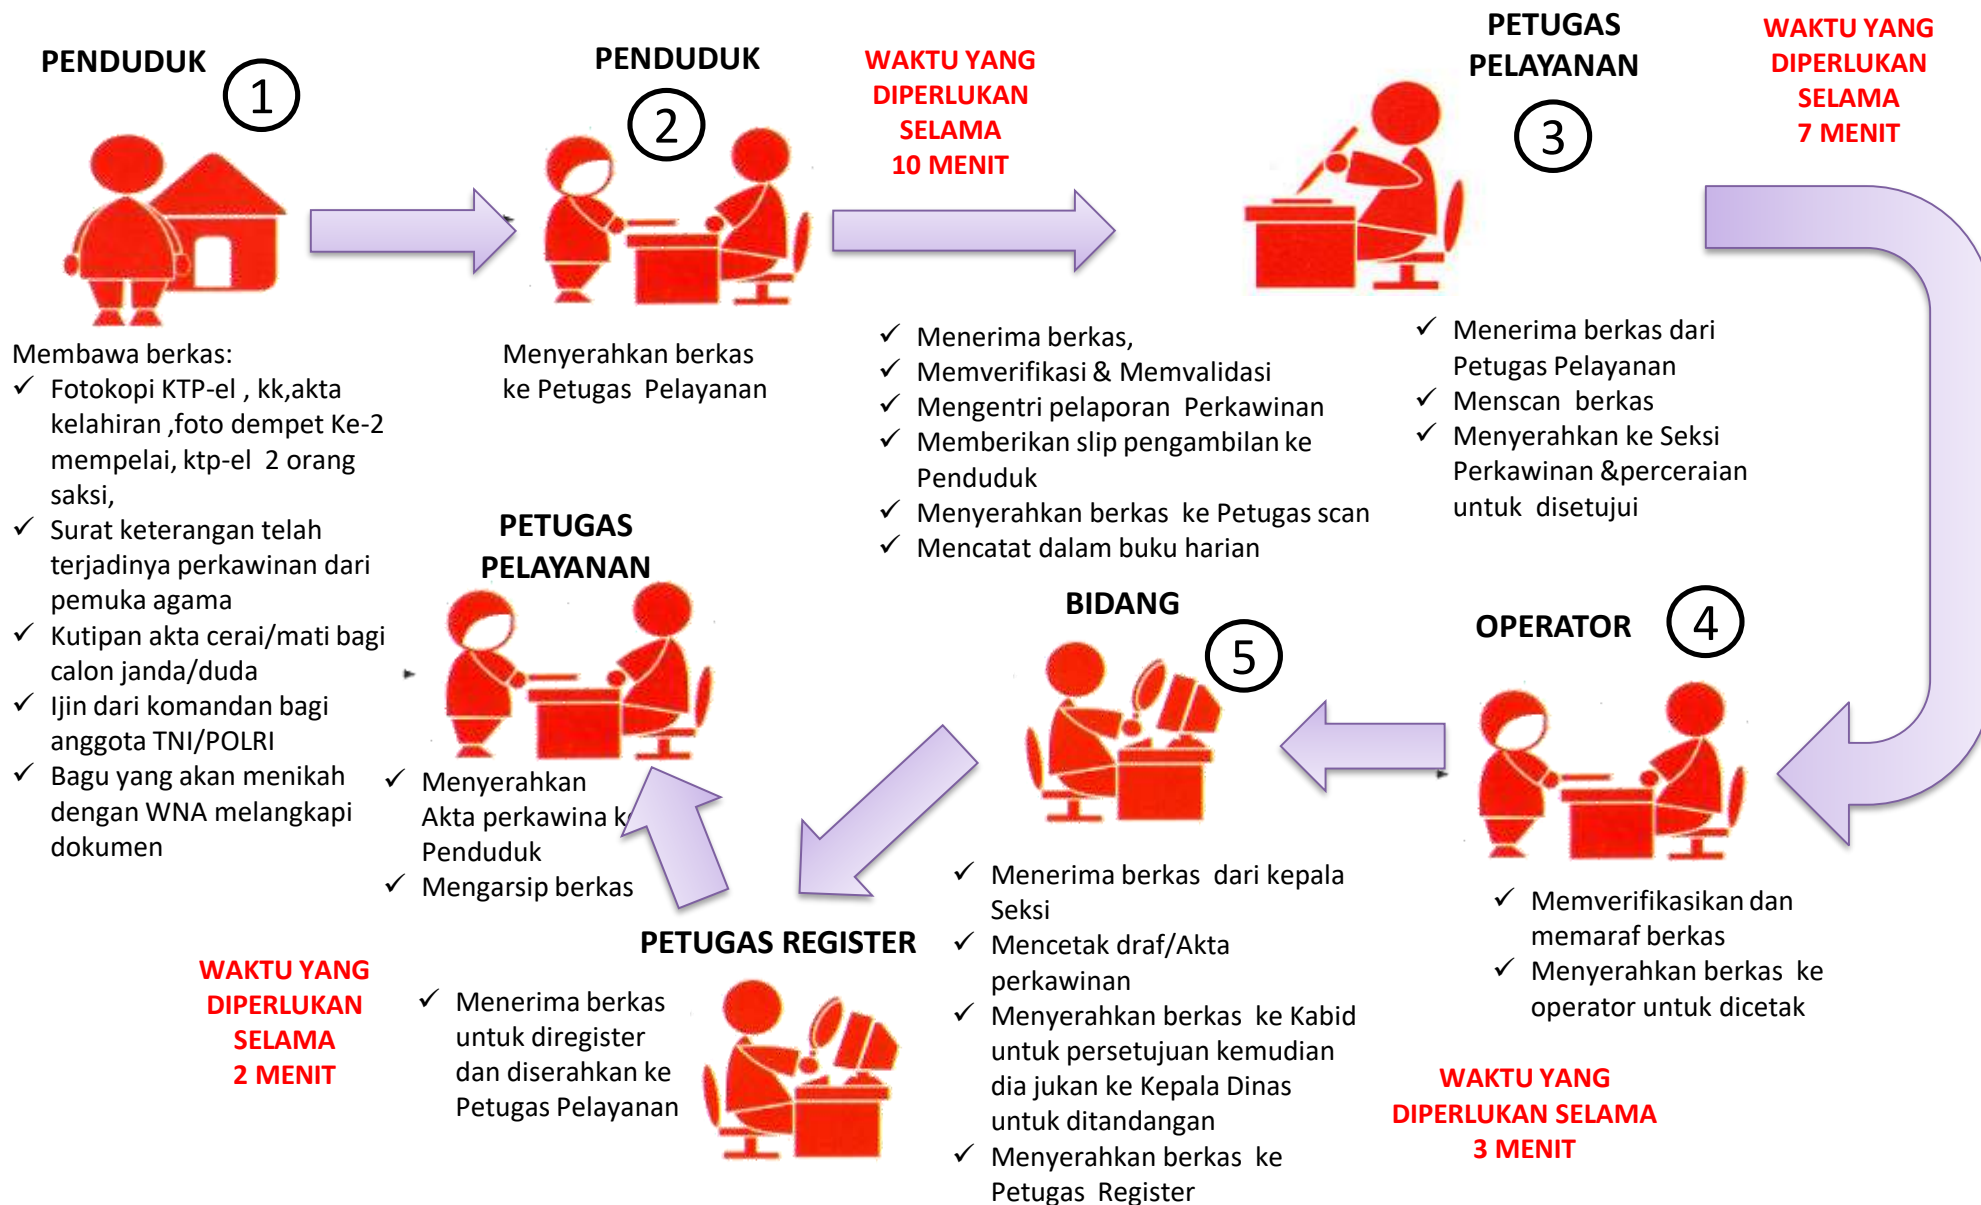 PENDUDUK
1
Membawa berkas:
✓ Fotokopi KTP-el , kk,akta
kelahiran ,foto dempet Ke-2
mempelai, ktp-el 2 orang
saksi,
✓ Surat keterangan telah
terjadinya perkawinan dari
pemuka agama
✓ Kutipan akta cerai/mati bagi
calon janda/duda
✓ Ijin dari komandan bagi
anggota TNI/POLRI
✓ Bagu yang akan menikah
dengan WNA melangkapi
dokumen
PENDUDUK
2
Menyerahkan berkas
ke Petugas Pelayanan
WAKTU YANG
DIPERLUKAN
SELAMA
10 MENIT
✓ Menerima berkas,
✓ Memverifikasi & Memvalidasi
✓ Mengentri pelaporan Perkawinan
✓ Memberikan slip pengambilan ke
Penduduk
✓ Menyerahkan berkas ke Petugas scan
✓ Mencatat dalam buku harian
PETUGAS
PELAYANAN
3
✓ Menerima berkas dari
Petugas Pelayanan
✓ Menscan berkas
✓ Menyerahkan ke Seksi
Perkawinan &perceraian
untuk disetujui
WAKTU YANG
DIPERLUKAN
SELAMA
7 MENIT
OPERATOR
4
✓ Memverifikasikan dan
memaraf berkas
✓ Menyerahkan berkas ke
operator untuk dicetak
WAKTU YANG
DIPERLUKAN SELAMA
3 MENIT
BIDANG
5
✓ Menerima berkas dari kepala
Seksi
✓ Mencetak draf/Akta
perkawinan
✓ Menyerahkan berkas ke Kabid
untuk persetujuan kemudian
dia jukan ke Kepala Dinas
untuk ditandangan
✓ Menyerahkan berkas ke
Petugas Register
PETUGAS REGISTER
✓ Menerima berkas
untuk diregister
dan diserahkan ke
Petugas Pelayanan
PETUGAS
PELAYANAN
✓ Menyerahkan
Akta perkawina ke
Penduduk
✓ Mengarsip berkas
WAKTU YANG
DIPERLUKAN
SELAMA
2 MENIT